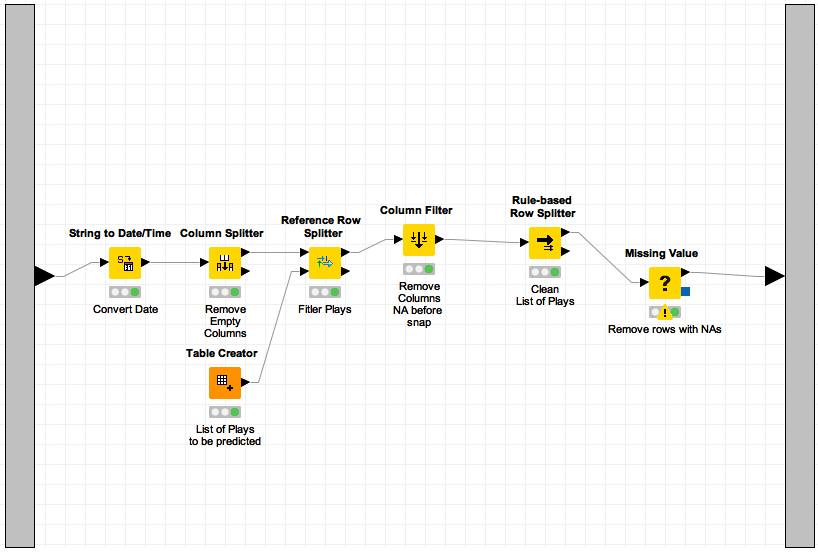 String to Date/Time
Convert Date
Column Splitter
Remove
Empty
Columns
Table Creator
List of Plays
to be predicted
Reference Row
Splitter
Fitler Plays
Column Filter
Remove
Columns
NA before
snap
Rule-based
Row Splitter
Clean
List of Plays
Missing Value
?
!
Remove rows with NAs